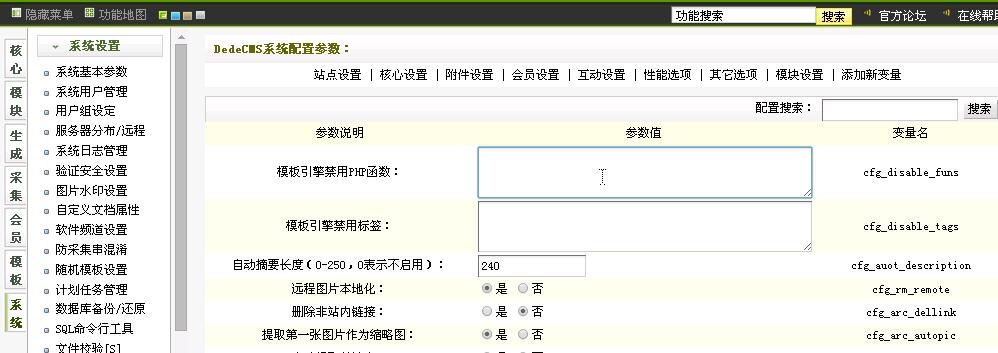 隐藏菜单 功能地图 功能搜索 搜索 官方论坛 在线帮助
核心
模块
生成
采集
会员
模板
系统
系统设置
系统基本参数
系统用户管理
用户组设定
服务器分布/远程
系统日志管理
验证安全设置
图片水印设置
自定义文档属性
软件频道设置
防采集串混淆
随机模板设置
计划任务管理
数据库备份/还原
SQL命令行工具
文件校验[S]
DedeCMS系统配置参数：
站点设置 | 核心设置 | 附件设置 | 会员设置 | 互动设置 | 性能选项 | 其它选项 | 模块设置 | 添加新变量
配置搜索： 搜索
参数说明 参数值 变量名
模板引擎禁用PHP函数： cfg_disable_funs
模板引擎禁用标签： cfg_disable_tags
自动摘要长度（0-250，0表示不启用）： 240 cfg_auot_description
远程图片本地化： 是 否 cfg_rm_remote
删除非站内链接： 是 否 cfg_arc_dellink
提取第一张图片作为缩略图： 是 否 cfg_arc_autopic